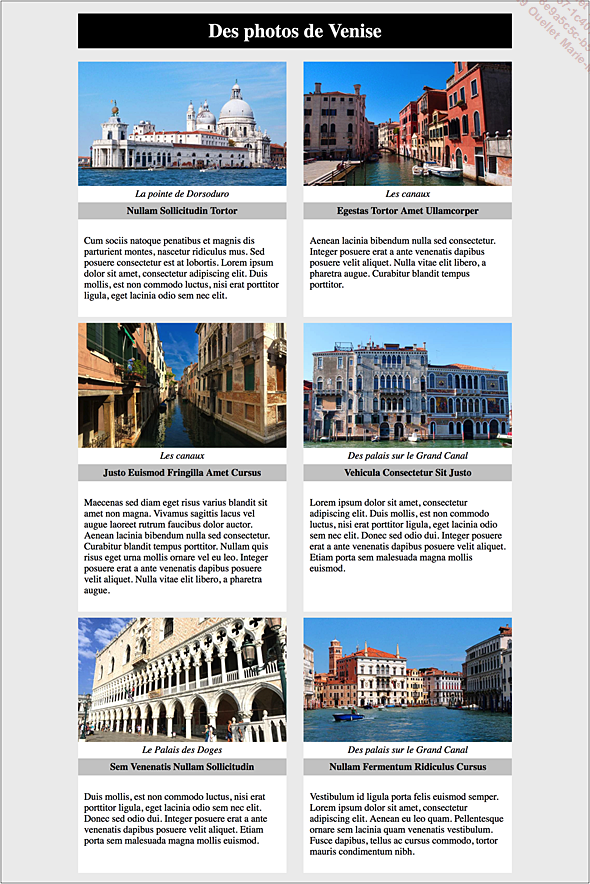 Des photos de Venise
La pointe de Dorsoduro
Nullam Sollicitudin Tortor
Cum sociis natoque penatibus et magnis dis
parturient montes, nascetur ridiculus mus. Sed
posuere consectetur est at lobortis. Lorem ipsum
dolor sit amet, consectetur adipiscing elit. Duis
mollis, est non commodo luctus, nisi erat porttitor
ligula, eget lacinia odio sem nec elit.
Les canaux
Egestas Tortor Amet Ullamcorper
Aenean lacinia bibendum nulla sed consectetur.
Integer posuere erat a ante venenatis dapibus
posuere velit aliquet. Nulla vitae elit libero, a
pharetra augue. Curabitur blandit tempus
porttitor.
Les canaux
Justo Euismod Fringilla Amet Cursus
Maecenas sed diam eget risus varius blandit sit
amet non magna. Vivamus sagittis lacus vel
augue laoreet rutrum faucibus dolor auctor.
Aenean lacinia bibendum nulla sed consectetur.
Curabitur blandit tempus porttitor. Nullam quis
risus eget urna mollis ornare vel eu leo. Integer
posuere erat a ante venenatis dapibus posuere
velit aliquet. Nulla vitae elit libero, a pharetra
augue.
Des palais sur le Grand Canal
Vehicula Consectetur Sit Justo
Lorem ipsum dolor sit amet, consectetur
adipiscing elit. Duis mollis, est non commodo
luctus, nisi erat porttitor ligula, eget lacinia odio
sem nec elit. Donec sed odio dui. Integer posuere
erat a ante venenatis dapibus posuere velit aliquet.
Etiam porta sem malesuada magna mollis
euismod.
Le Palais des Doges
Sem Venenatis Nullam Sollicitudin
Duis mollis, est non commodo luctus, nisi erat
porttitor ligula, eget lacinia odio sem nec elit.
Donec sed odio dui. Integer posuere erat a ante
venenatis dapibus posuere velit aliquet. Etiam
porta sem malesuada magna mollis euismod.
Des palais sur le Grand Canal
Nullam Fermentum Ridiculus Cursus
Vestibulum id ligula porta felis euismod semper.
Lorem ipsum dolor sit amet, consectetur
adipiscing elit. Aenean eu leo quam. Pellentesque
ornare sem lacinia quam venenatis vestibulum.
Fusce dapibus, tellus ac cursus commodo, tortor
mauris condimentum nibh.
Ouellet Marie-